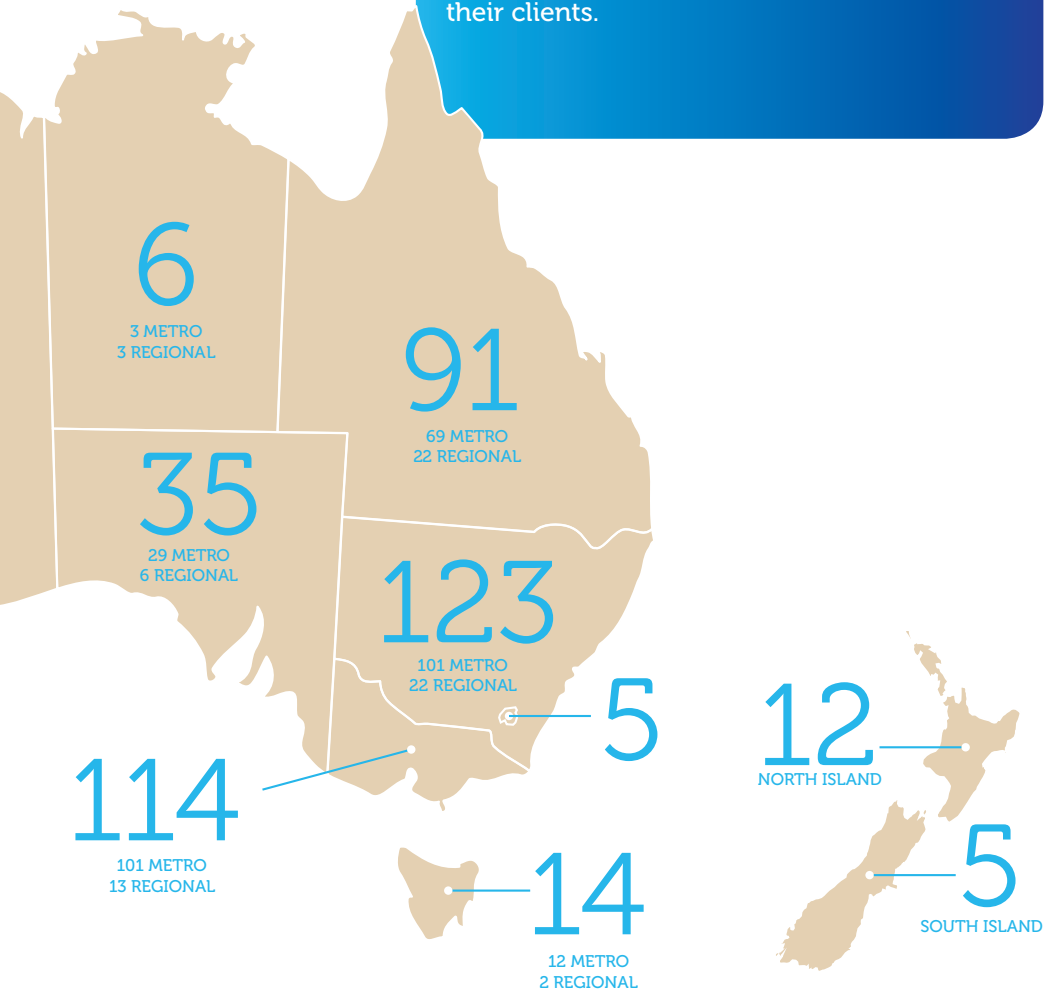 their clients.
6
3 METRO
3 REGIONAL
91
69 METRO
22 REGIONAL
35
29 METRO
6 REGIONAL
123
101 METRO
22 REGIONAL
5
12
NORTH ISLAND
114
101 METRO
13 REGIONAL
14
12 METRO
2 REGIONAL
5
SOUTH ISLAND